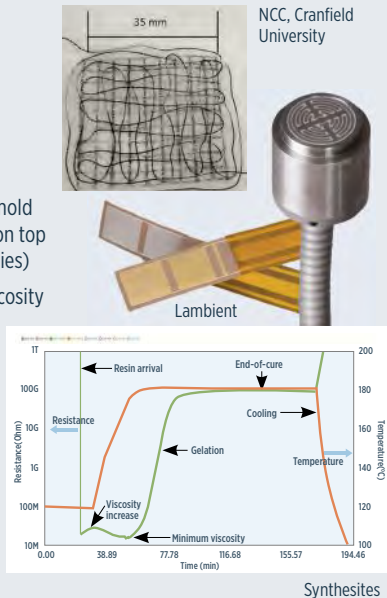 35 mm
NCC, Cranfield
University
mold
on top
ies)
cosity
Lambient
1T
100G
10G
1G
100M
10M
Resistance(Ohm)
200
180
160
140
120
100
Temperature(°C)
Resin arrival
End-of-cure
Cooling
Resistance
Gelation
Temperature
Viscosity
increase
Minimum viscosity
0.00
38.89
77.78
116.68
155.57
194.46
Time (min)
Synthesites